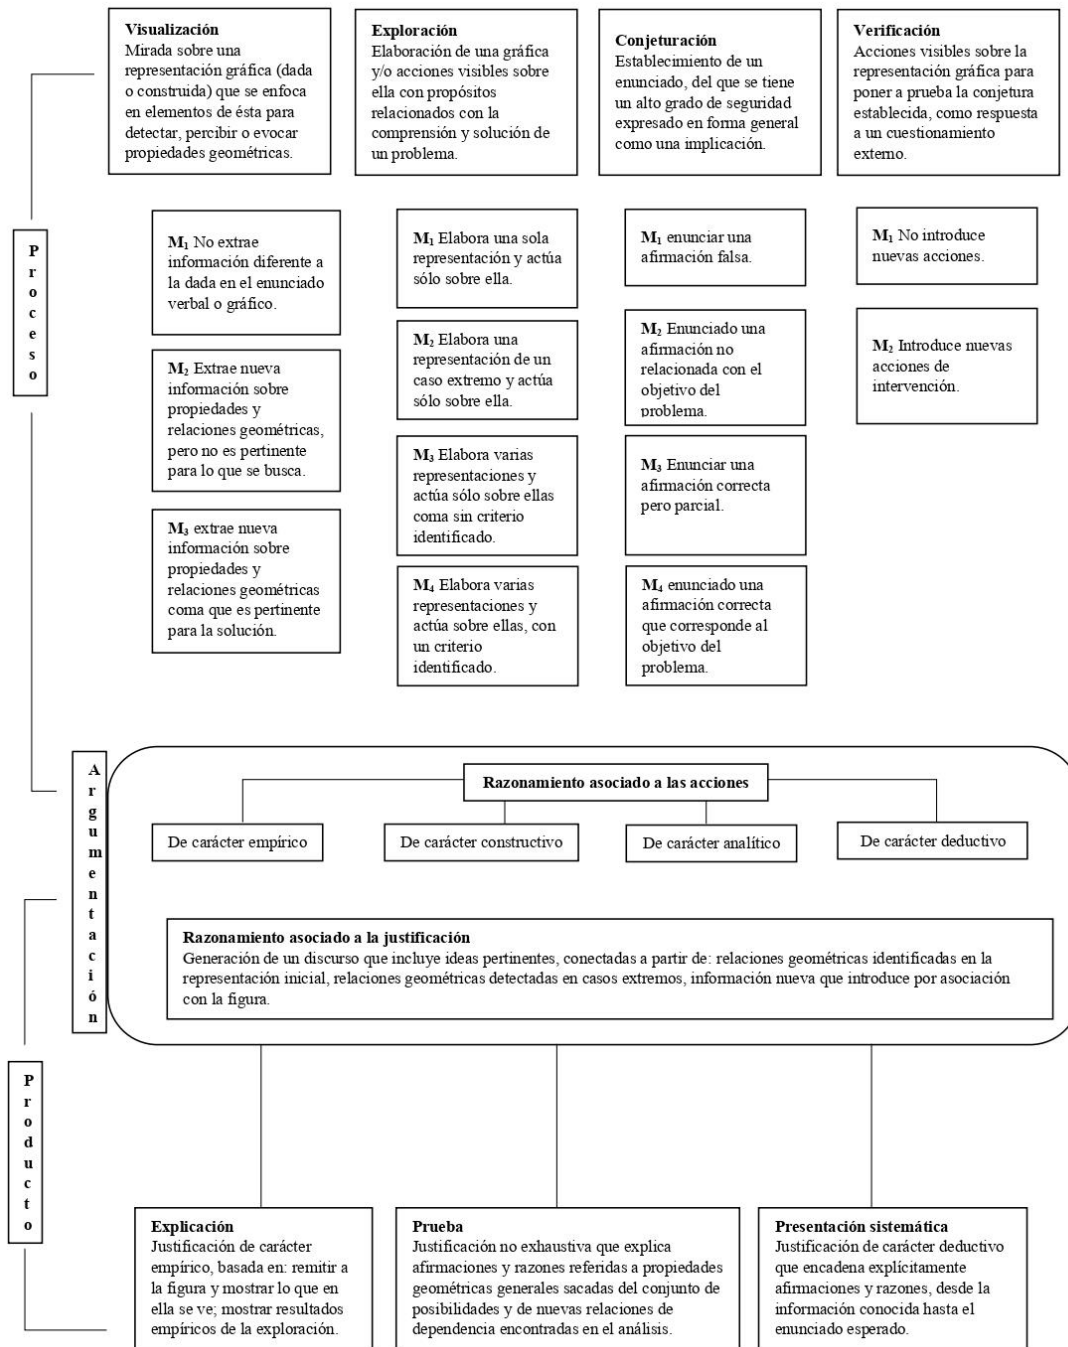 Visualización
Mirada sobre una
representación gráfica (dada
o construida) que se enfoca
en elementos de ésta para
detectar, percibir o evocar
propiedades geométricas.
Exploración
Elaboración de una gráfica
y/o acciones visibles sobre
ella con propósitos
relacionados con la
comprensión y solución de
un problema.
Conjeturación
Establecimiento de un
enunciado, del que se tiene
un alto grado de seguridad
expresado en forma general
como una implicación.
Verificación
Acciones visibles sobre la
representación gráfica para
poner a prueba la conjetura
establecida, como respuesta
a un cuestionamiento
externo.
Proceso
M₁ No extrae
información diferente a
la dada en el enunciado
verbal o gráfico.
M₂ Extrae nueva
información sobre
propiedades y
relaciones geométricas,
pero no es pertinente
para lo que se busca.
M₃ extrae nueva
información sobre
propiedades y
relaciones geométricas
coma que es pertinente
para la solución.
M₁ Elabora una sola
representación y actúa
sólo sobre ella.
M₂ Elabora una
representación de un
caso extremo y actúa
sólo sobre ella.
M₃ Elabora varias
representaciones y
actúa sólo sobre ellas
coma sin criterio
identificado.
M₄ Elabora varias
representaciones y
actúa sobre ellas, con
un criterio
identificado.
M₁ enunciar una
afirmación falsa.
M₂ Enunciado una
afirmación no
relacionada con el
objetivo del
problema.
M₃ Enunciar una
afirmación correcta
pero parcial.
M₄ enunciado una
afirmación correcta
que corresponde al
objetivo del
problema.
M₁ No introduce
nuevas acciones.
M₂ Introduce nuevas
acciones de
intervención.
Argumentación
Razonamiento asociado a las acciones
De carácter empírico
De carácter constructivo
De carácter analítico
De carácter deductivo
Razonamiento asociado a la justificación
Generación de un discurso que incluye ideas pertinentes, conectadas a partir de: relaciones geométricas identificadas en la
representación inicial, relaciones geométricas detectadas en casos extremos, información nueva que introduce por asociación
con la figura.
Producto
Explicación
Justificación de carácter
empírico, basada en: remitir a
la figura y mostrar lo que en
ella se ve; mostrar resultados
empíricos de la exploración.
Prueba
Justificación no exhaustiva que explica
afirmaciones y razones referidas a propiedades
geométricas generales sacadas del conjunto de
posibilidades y de nuevas relaciones de
dependencia encontradas en el análisis.
Presentación sistemática
Justificación de carácter deductivo
que encadena explícitamente
afirmaciones y razones, desde la
información conocida hasta el
enunciado esperado.